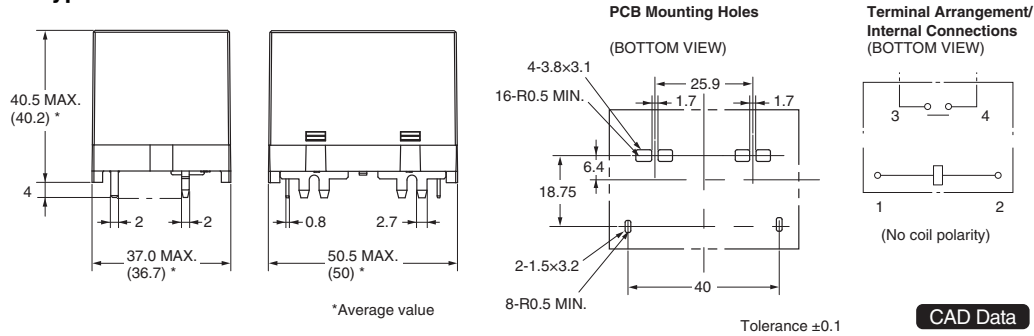 PCB Mounting Holes
(BOTTOM VIEW)
Terminal Arrangement/
Internal Connections
(BOTTOM VIEW)
40.5 MAX.
(40.2) *
4
2
2
37.0 MAX.
(36.7) *
0.8
2.7
50.5 MAX.
(50) *
*Average value
4-3.8×3.1
16-R0.5 MIN.
25.9
1.7
1.7
6.4
18.75
2-1.5×3.2
8-R0.5 MIN.
40
Tolerance ±0.1
3
4
1
2
(No coil polarity)
CAD Data